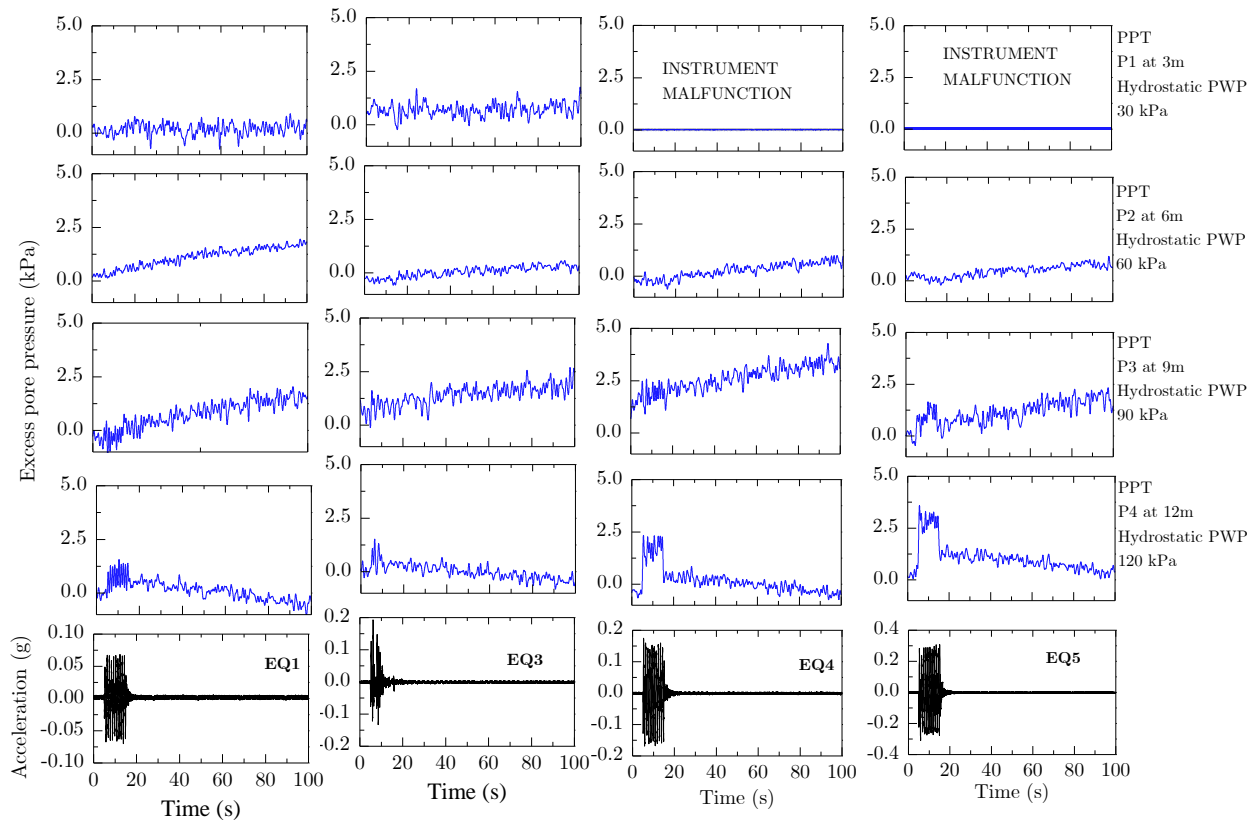 5.0
2.5
0.0
5.0
2.5
0.0
5.0
2.5
0.0
INSTRUMENT
MALFUNCTION
5.0
2.5
0.0
INSTRUMENT
MALFUNCTION
PPT
P1 at 3m
Hydrostatic PWP
30 kPa
5.0
2.5
0.0
5.0
2.5
0.0
5.0
2.5
0.0
5.0
2.5
0.0
PPT
P2 at 6m
Hydrostatic PWP
60 kPa
Excess pore pressure (kPa)
5.0
2.5
0.0
5.0
2.5
0.0
5.0
2.5
0.0
5.0
2.5
0.0
PPT
P3 at 9m
Hydrostatic PWP
90 kPa
5.0
2.5
0.0
5.0
2.5
0.0
5.0
2.5
0.0
5.0
2.5
0.0
PPT
P4 at 12m
Hydrostatic PWP
120 kPa
Acceleration (g)
0.10
0.05
0.00
-0.05
-0.10
EQ1
0 20 40 60 80 100
Time (s)
0.2
0.1
0.0
-0.1
-0.2
EQ3
0 20 40 60 80 100
Time (s)
0.2
0.1
0.0
-0.1
-0.2
EQ4
0 20 40 60 80 100
Time (s)
0.4
0.2
0.0
-0.2
-0.4
EQ5
0 20 40 60 80 100
Time (s)